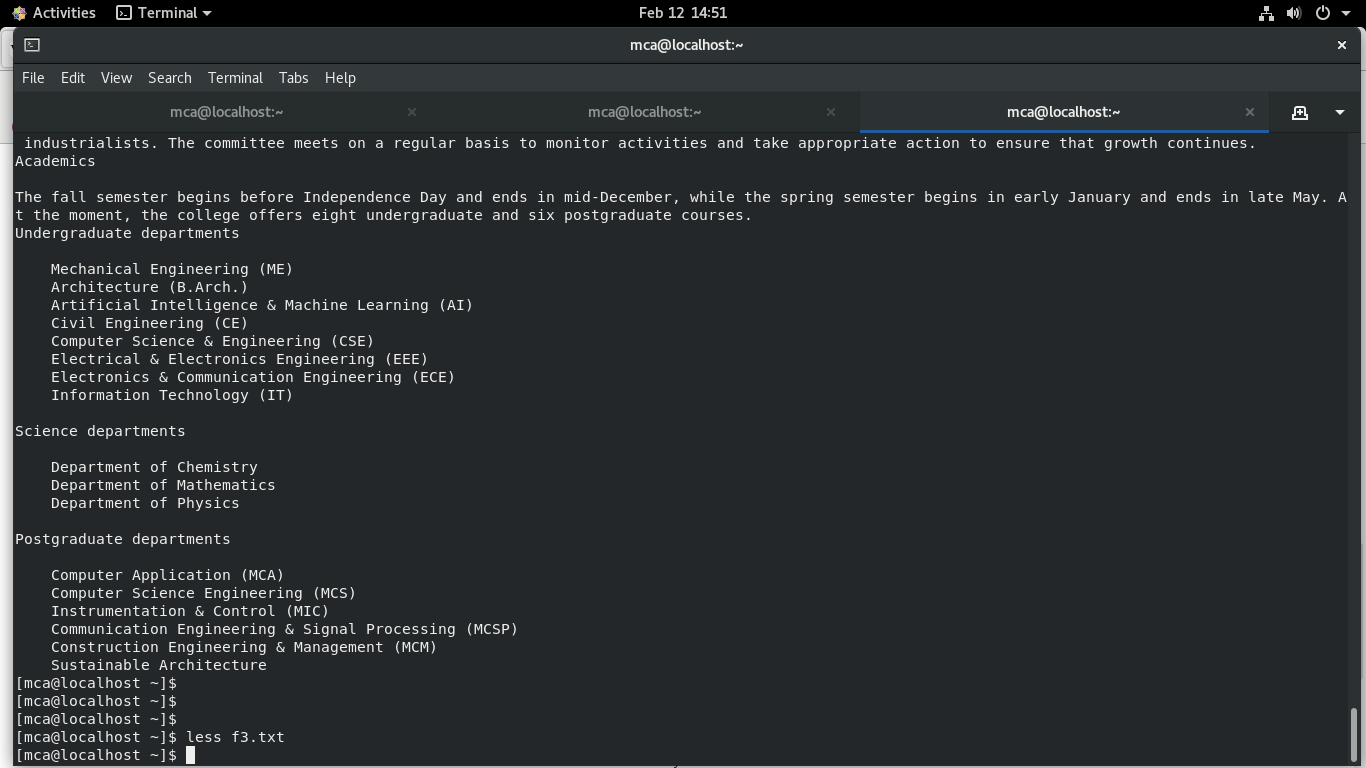 Activities Terminal Feb 12 14:51
mca@localhost:~
File Edit View Search Terminal Tabs Help
mca@localhost:~ mca@localhost:~ mca@localhost:~
industrialists. The committee meets on a regular basis to monitor activities and take appropriate action to ensure that growth continues.
Academics
The fall semester begins before Independence Day and ends in mid-December, while the spring semester begins in early January and ends in late May. A
t the moment, the college offers eight undergraduate and six postgraduate courses.
Undergraduate departments
Mechanical Engineering (ME)
Architecture (B.Arch.)
Artificial Intelligence & Machine Learning (AI)
Civil Engineering (CE)
Computer Science & Engineering (CSE)
Electrical & Electronics Engineering (EEE)
Electronics & Communication Engineering (ECE)
Information Technology (IT)
Science departments
Department of Chemistry
Department of Mathematics
Department of Physics
Postgraduate departments
Computer Application (MCA)
Computer Science Engineering (MCS)
Instrumentation & Control (MIC)
Communication Engineering & Signal Processing (MCSP)
Construction Engineering & Management (MCM)
Sustainable Architecture
[mca@localhost ~]$
[mca@localhost ~]$
[mca@localhost ~]$
[mca@localhost ~]$ less f3.txt
[mca@localhost ~]$